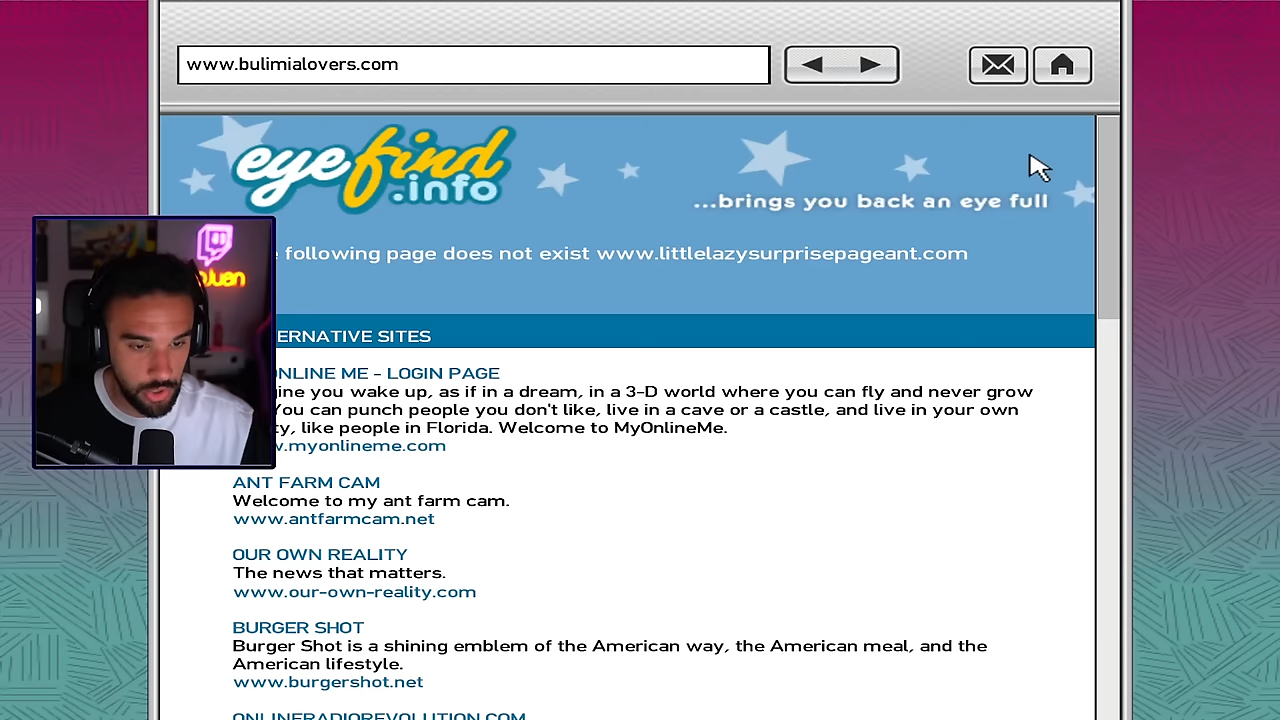 www.bulimialovers.com
eyefind.info
...brings you back an eye full
following page does not exist www.littlelazysurprisepageant.com
ERNATIVE SITES
ONLINE ME - LOGIN PAGE
ine you wake up, as if in a dream, in a 3-D world where you can fly and never grow
You can punch people you don't like, live in a cave or a castle, and live in your own
ty, like people in Florida. Welcome to MyOnlineMe.
.myonlineme.com
ANT FARM CAM
Welcome to my ant farm cam.
www.antfarmcam.net
OUR OWN REALITY
The news that matters.
www.our-own-reality.com
BURGER SHOT
Burger Shot is a shining emblem of the American way, the American meal, and the
American lifestyle.
www.burgershot.net
ONLINERADIOREVOLUTION.COM